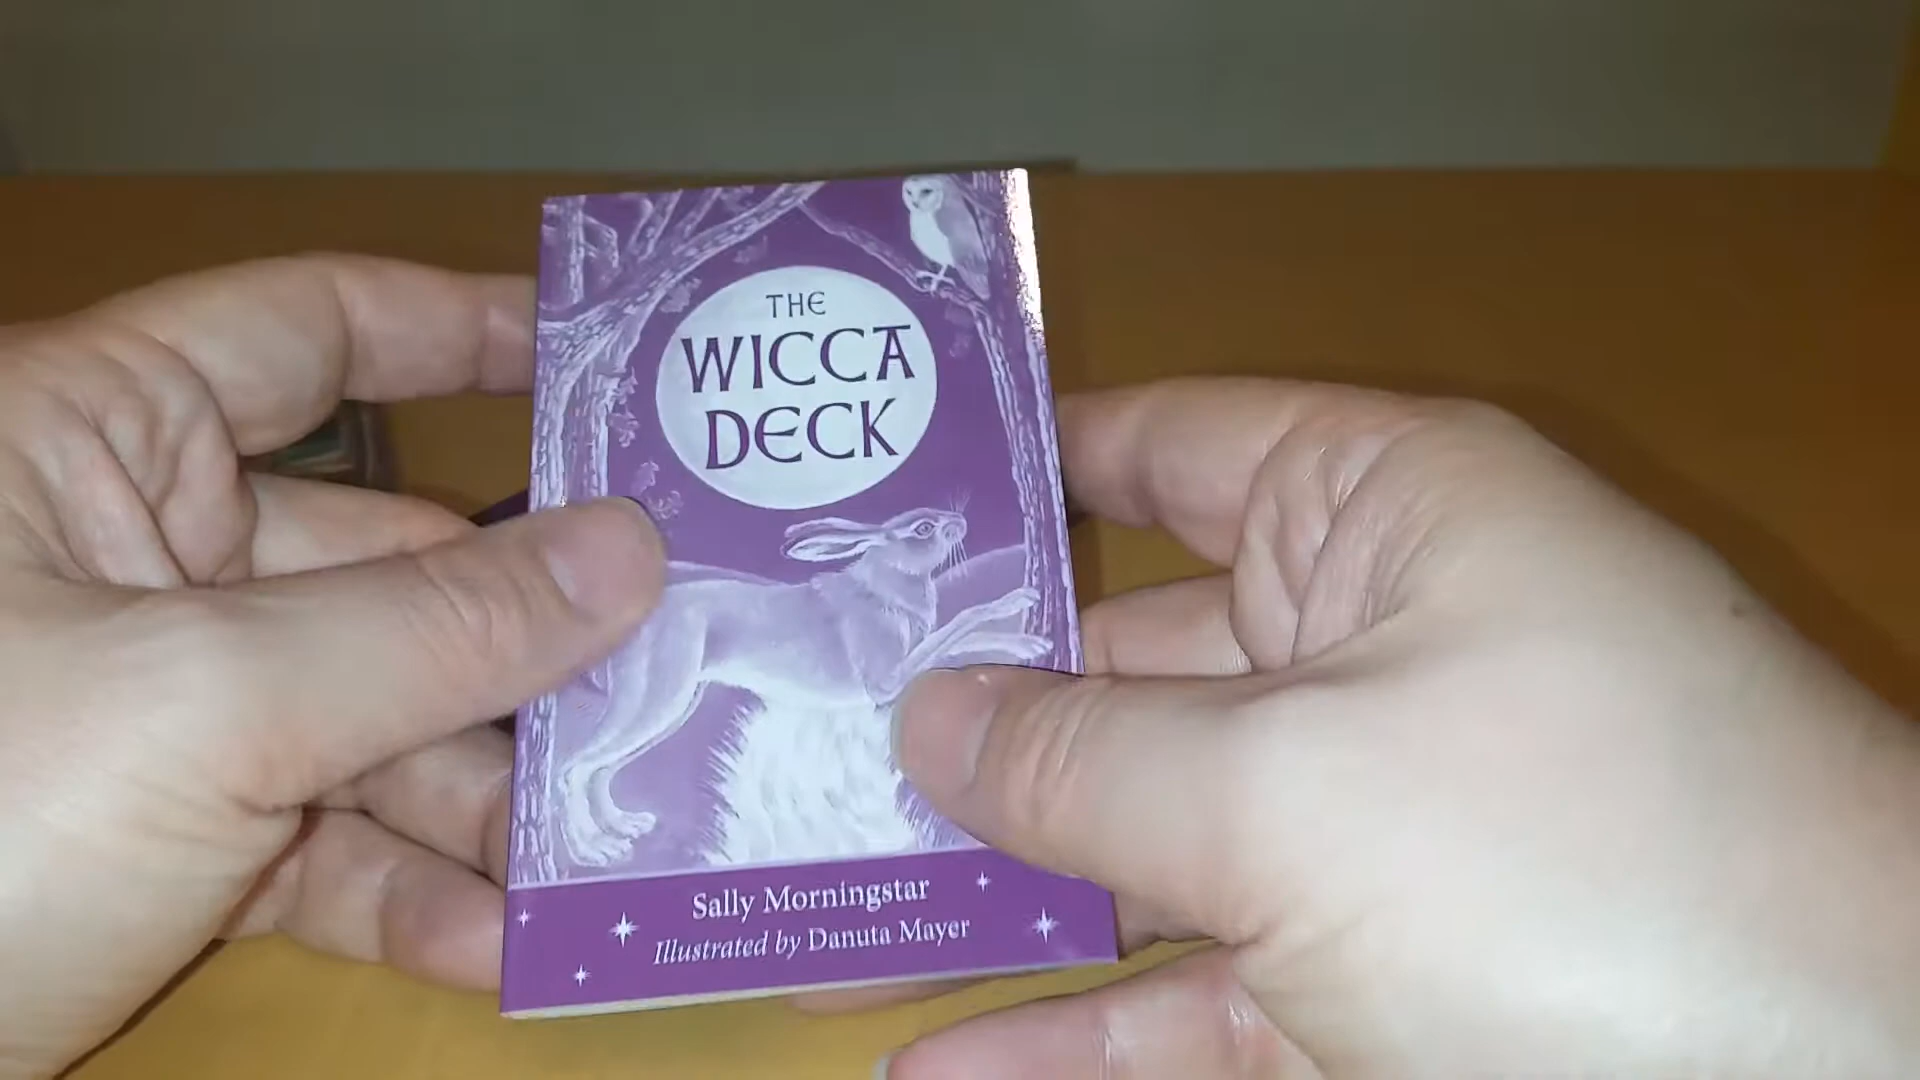 THE
WICCA
DECK
Sally Morningstar
Illustrated by Danuta Mayer